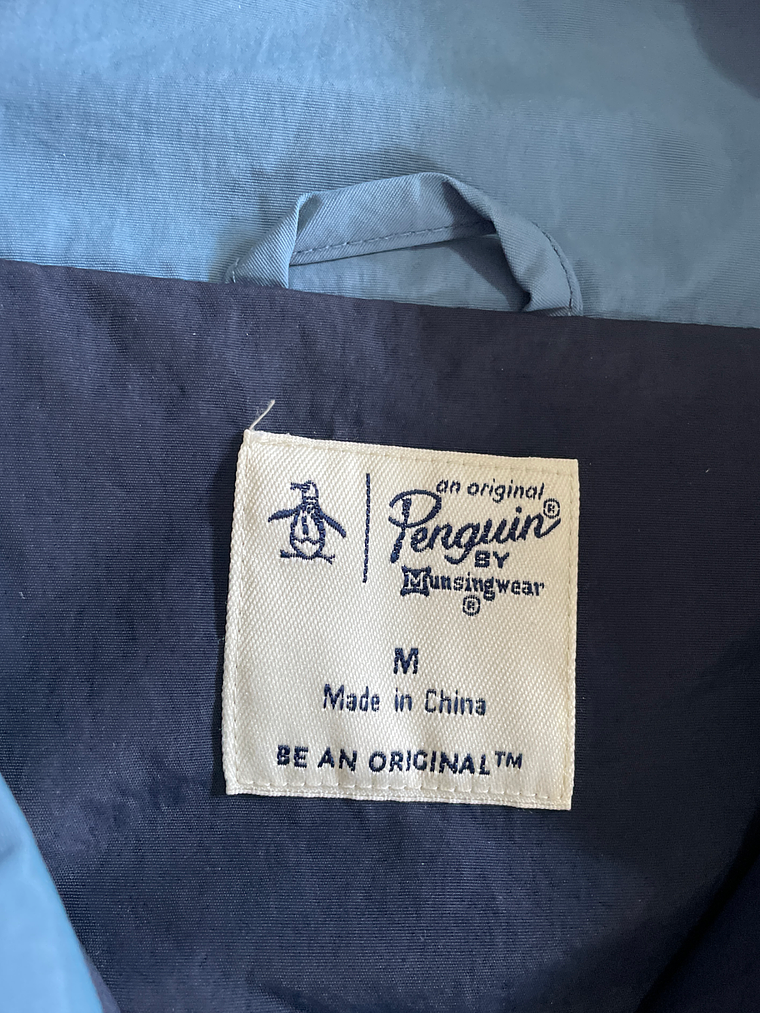 an original
Penguin®
BY
Munsingwear
®
M
Made in China
BE AN ORIGINAL™